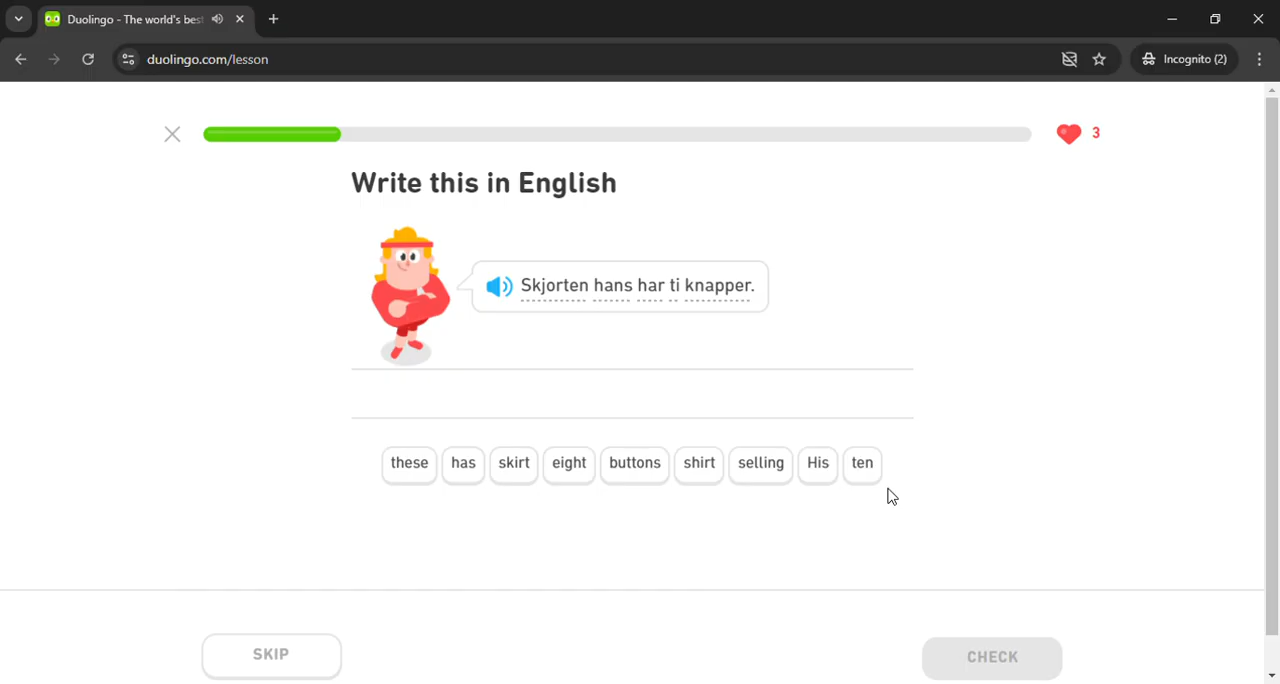 Duolingo - The world's bes
duolingo.com/lesson
Incognito (2)
3
Write this in English
Skjorten hans har ti knapper.
these has skirt eight buttons shirt selling His ten
SKIP
CHECK